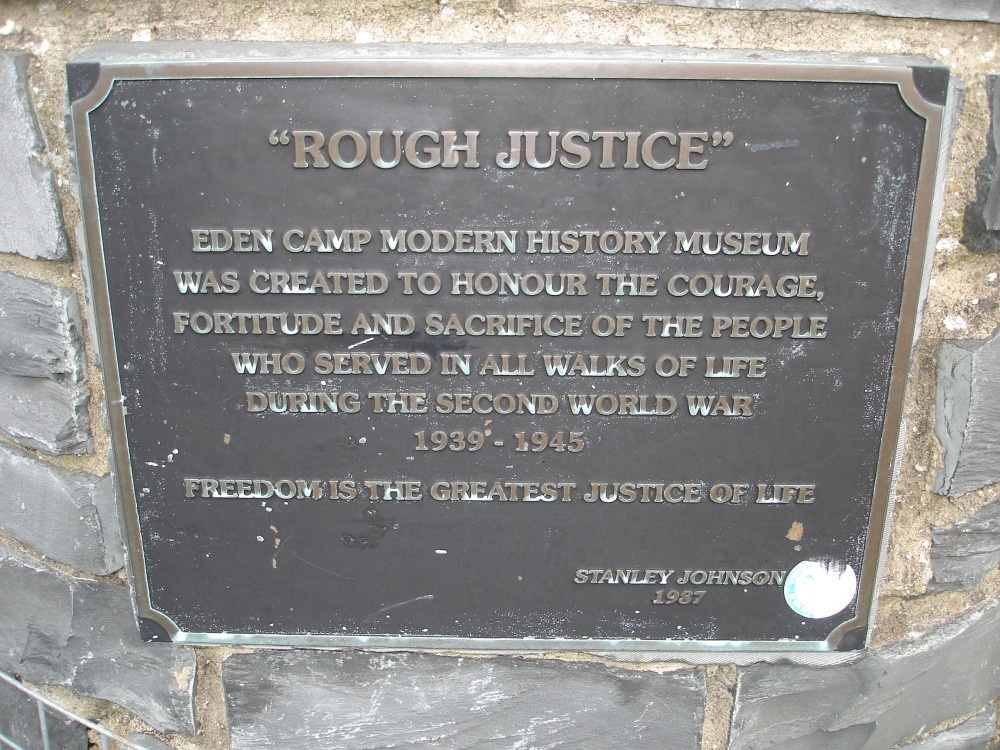 “ROUGH JUSTICE”
EDEN CAMP MODERN HISTORY MUSEUM
WAS CREATED TO HONOUR THE COURAGE,
FORTITUDE AND SACRIFICE OF THE PEOPLE
WHO SERVED IN ALL WALKS OF LIFE
DURING THE SECOND WORLD WAR
1939 - 1945
FREEDOM IS THE GREATEST JUSTICE OF LIFE
STANLEY JOHNSON
1987